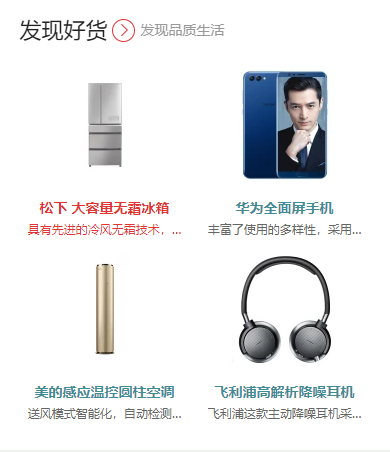 发现好货 发现品质生活
松下 大容量无霜冰箱
具有先进的冷风无霜技术，...
华为全面屏手机
丰富了使用的多样性，采用...
美的感应温控圆柱空调
送风模式智能化，自动检测...
飞利浦高解析降噪耳机
飞利浦这款主动降噪耳机采...